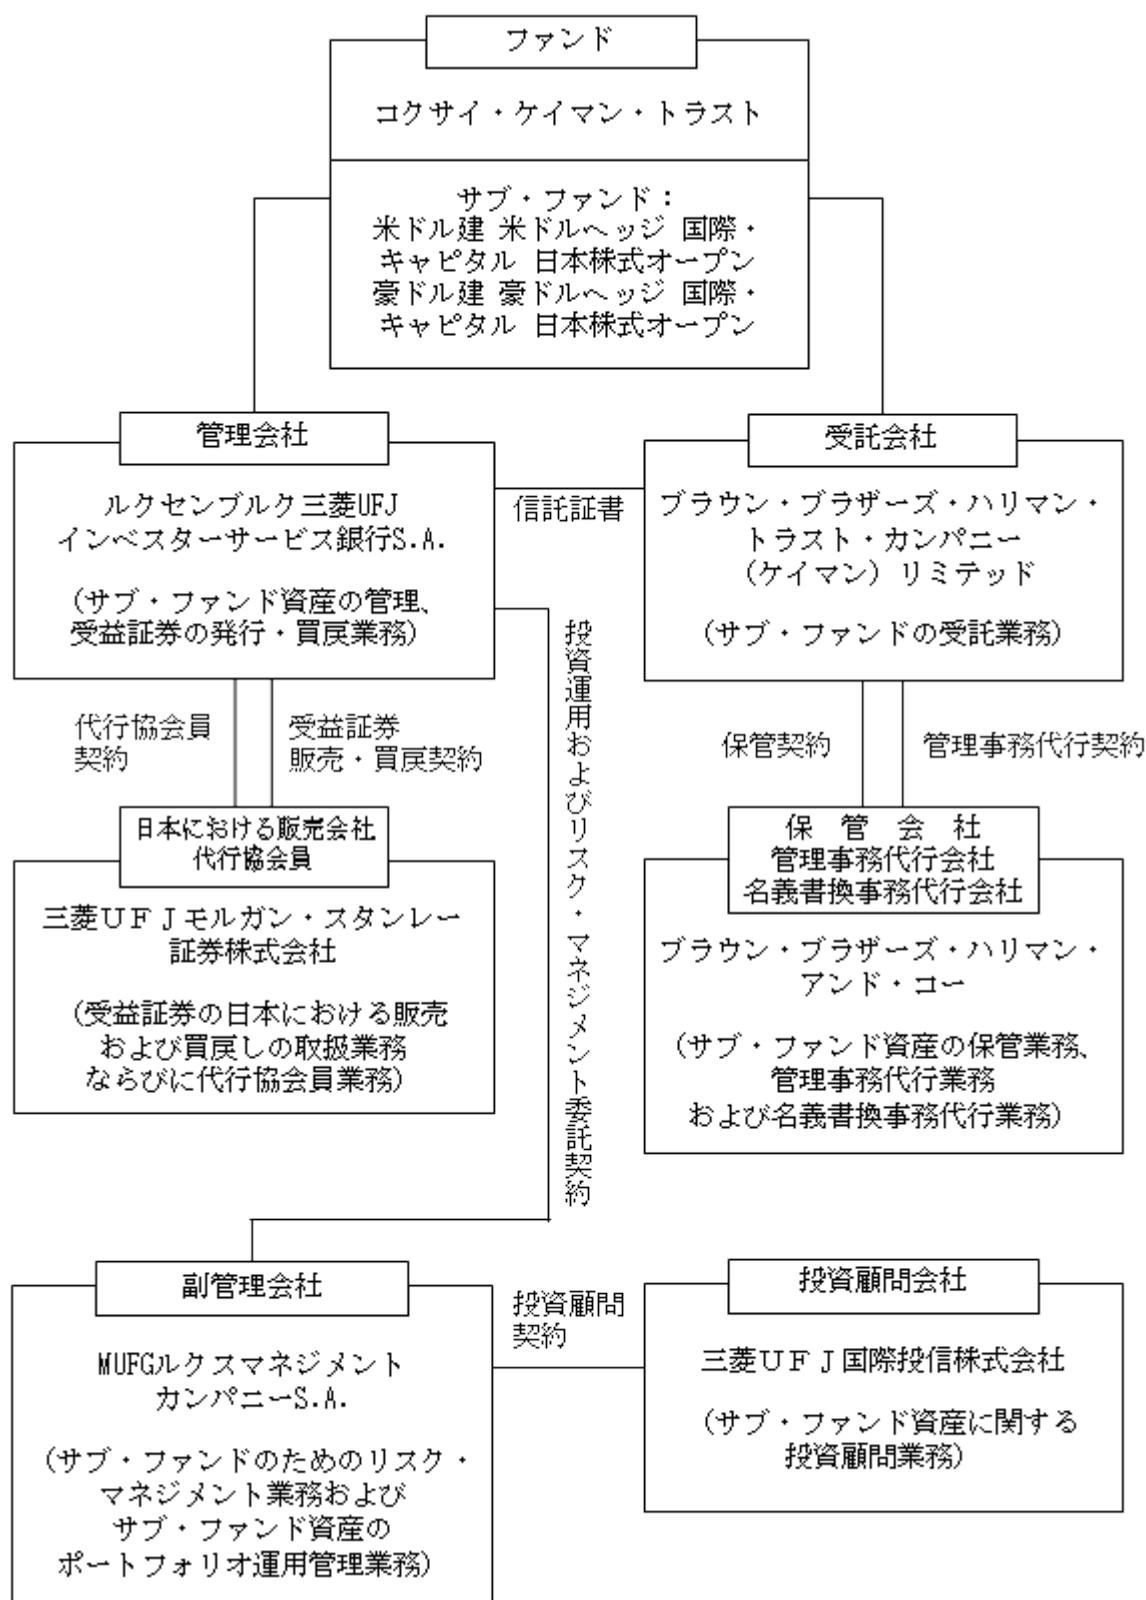 ファンド
コクサイ・ケイマン・トラスト
サブ・ファンド：
米ドル建 米ドルヘッジ 国際・
キャピタル 日本株式オープン
豪ドル建 豪ドルヘッジ 国際・
キャピタル 日本株式オープン
管理会社
ルクセンブルク三菱UFJ
インベスターサービス銀行S.A.
（サブ・ファンド資産の管理、
受益証券の発行・買戻業務）
信託証書
受託会社
ブラウン・ブラザーズ・ハリマン・
トラスト・カンパニー
（ケイマン）リミテッド
（サブ・ファンドの受託業務）
代行協会員
契約
受益証券
販売・買戻契約
投資運用およびリスク・マネジメント委託契約
保管契約
管理事務代行契約
日本における販売会社
代行協会員
三菱ＵＦＪモルガン・スタンレー
証券株式会社
（受益証券の日本における販売
および買戻しの取扱業務
ならびに代行協会員業務）
保　管　会　社
管理事務代行会社
名義書換事務代行会社
ブラウン・ブラザーズ・ハリマン・
アンド・コー
（サブ・ファンド資産の保管業務、
管理事務代行業務
および名義書換事務代行業務）
副管理会社
MUFGルクスマネジメント
カンパニーS.A.
（サブ・ファンドのためのリスク・
マネジメント業務および
サブ・ファンド資産の
ポートフォリオ運用管理業務）
投資顧問
契約
投資顧問会社
三菱ＵＦＪ国際投信株式会社
（サブ・ファンド資産に関する
投資顧問業務）